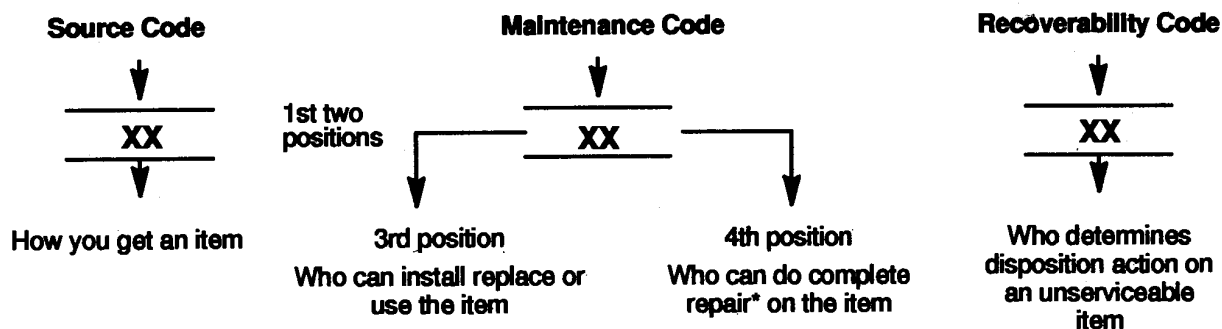 Source Code
XX
How you get an item
1st two
positions
Maintenance Code
XX
3rd position
Who can install replace or
use the item
4th position
Who can do complete
repair* on the item
Recoverability Code
XX
Who determines
disposition action on
an unserviceable
item